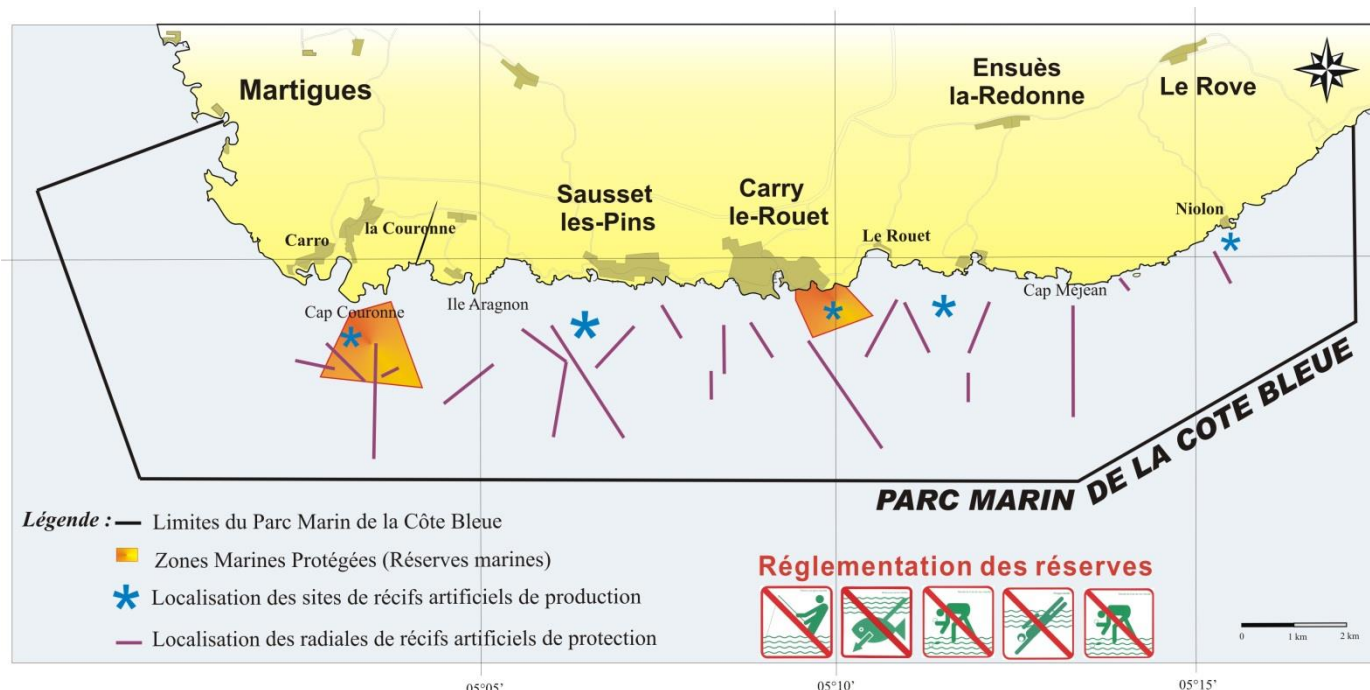 Martigues
Ensuès
la-Redonne
Le Rove
Sausset
les-Pins
Carry
le-Rouet
Niolon
la Couronne
Carro
Le Rouet
Cap Couronne
Ile Aragnon
Cap Méjean
PARC MARIN DE LA COTE BLEUE
Légende :
Limites du Parc Marin de la Côte Bleue
Zones Marines Protégées (Réserves marines)
Localisation des sites de récifs artificiels de production
Localisation des radiales de récifs artificiels de protection
Réglementation des réserves
0 1 km 2 km
05°05' 05°10' 05°15'